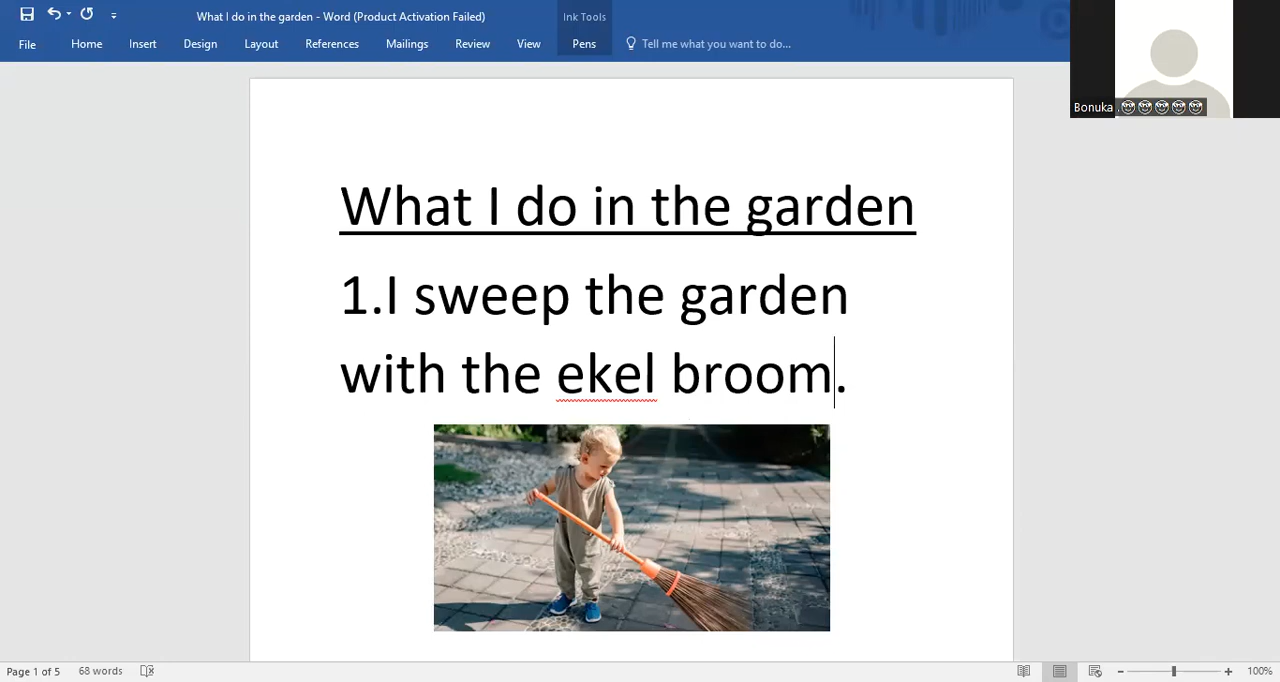 What I do in the garden - Word (Product Activation Failed)
Ink Tools
File Home Insert Design Layout References Mailings Review View Pens Tell me what you want to do...
Bonuka .
What I do in the garden
1.I sweep the garden
with the ekel broom.
Page 1 of 5 68 words 100%